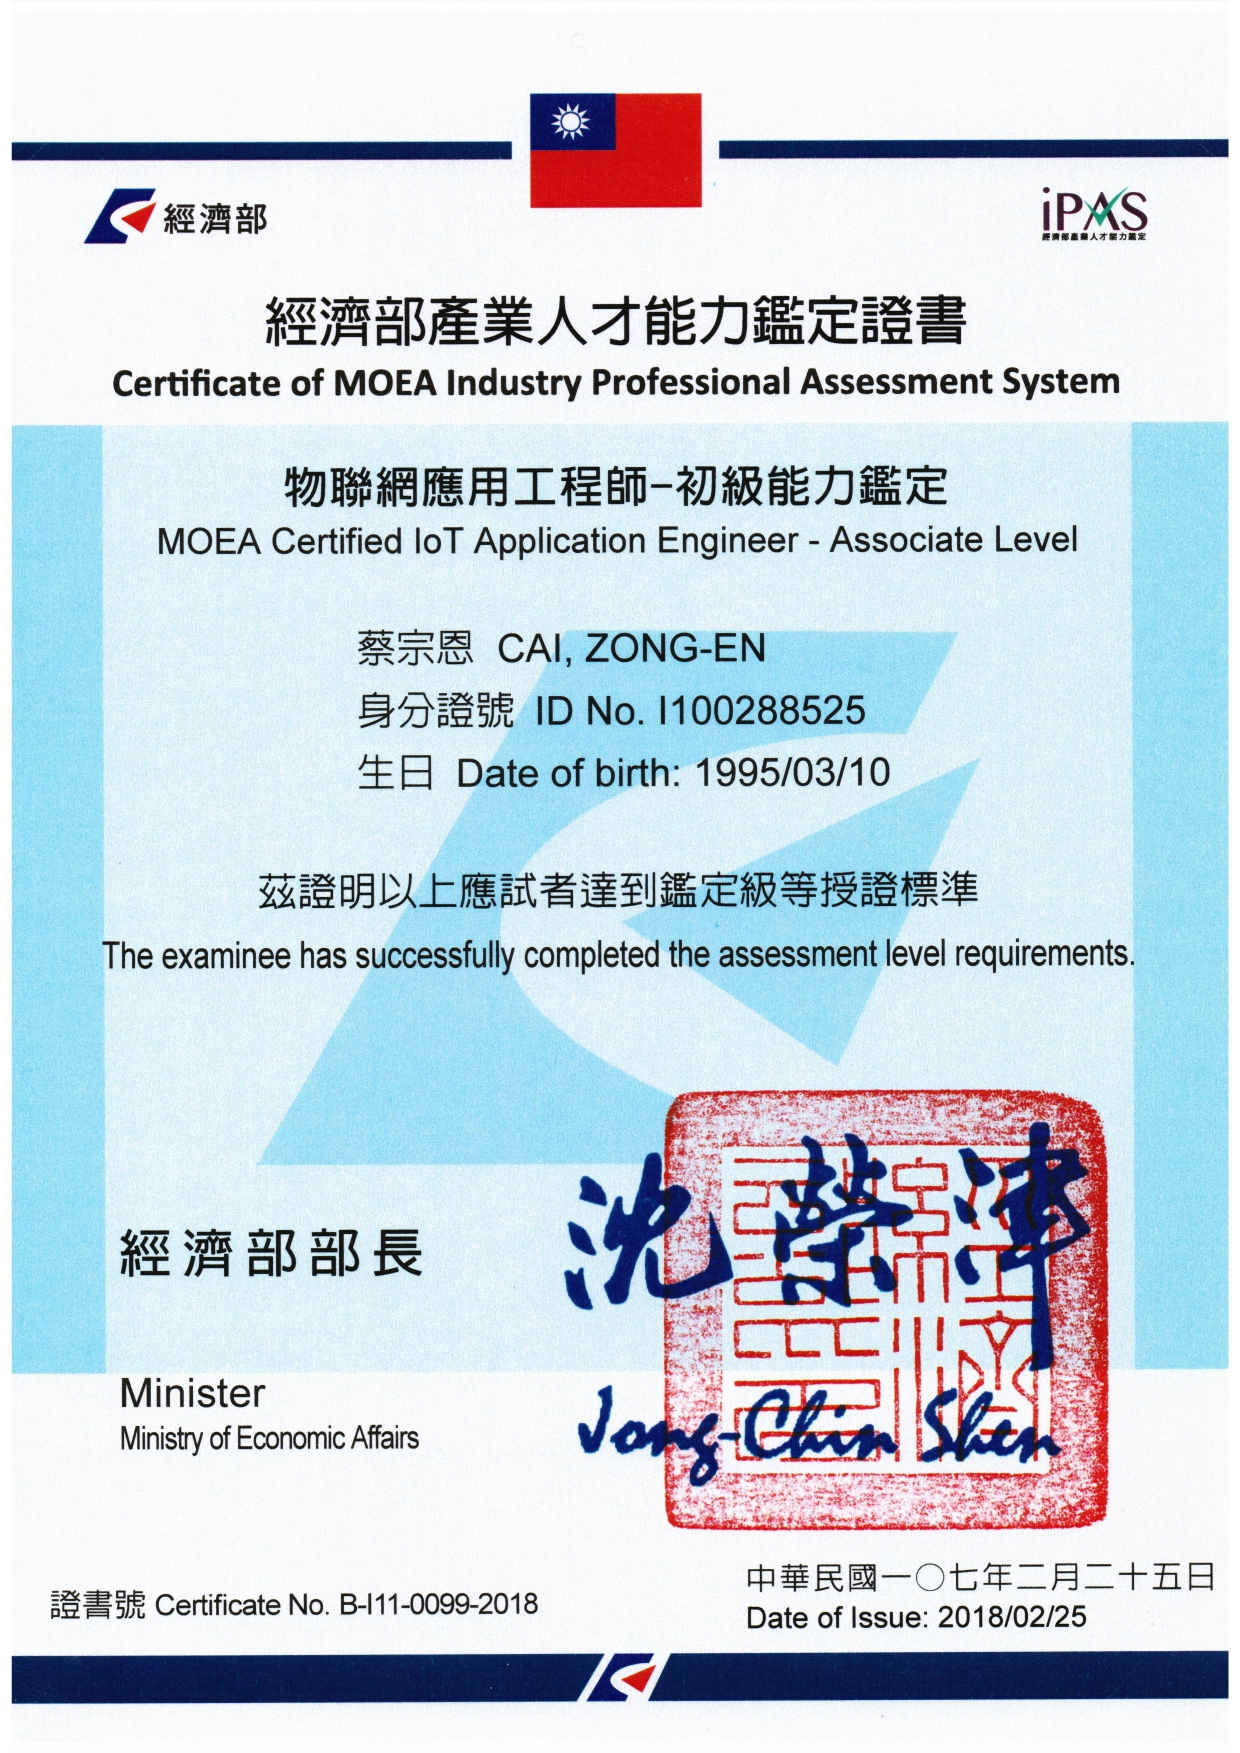 經濟部
iPAS
經濟部產業人才能力鑑定
經濟部產業人才能力鑑定證書
Certificate of MOEA Industry Professional Assessment System
物聯網應用工程師-初級能力鑑定
MOEA Certified IoT Application Engineer - Associate Level
蔡宗恩 CAI, ZONG-EN
身分證號 ID No. I100288525
生日 Date of birth: 1995/03/10
茲證明以上應試者達到鑑定級等授證標準
The examinee has successfully completed the assessment level requirements.
經濟部部長
沈榮津
Minister
Ministry of Economic Affairs
Jong-Chin Shen
中華民國一○七年二月二十五日
證書號 Certificate No. B-I11-0099-2018
Date of Issue: 2018/02/25